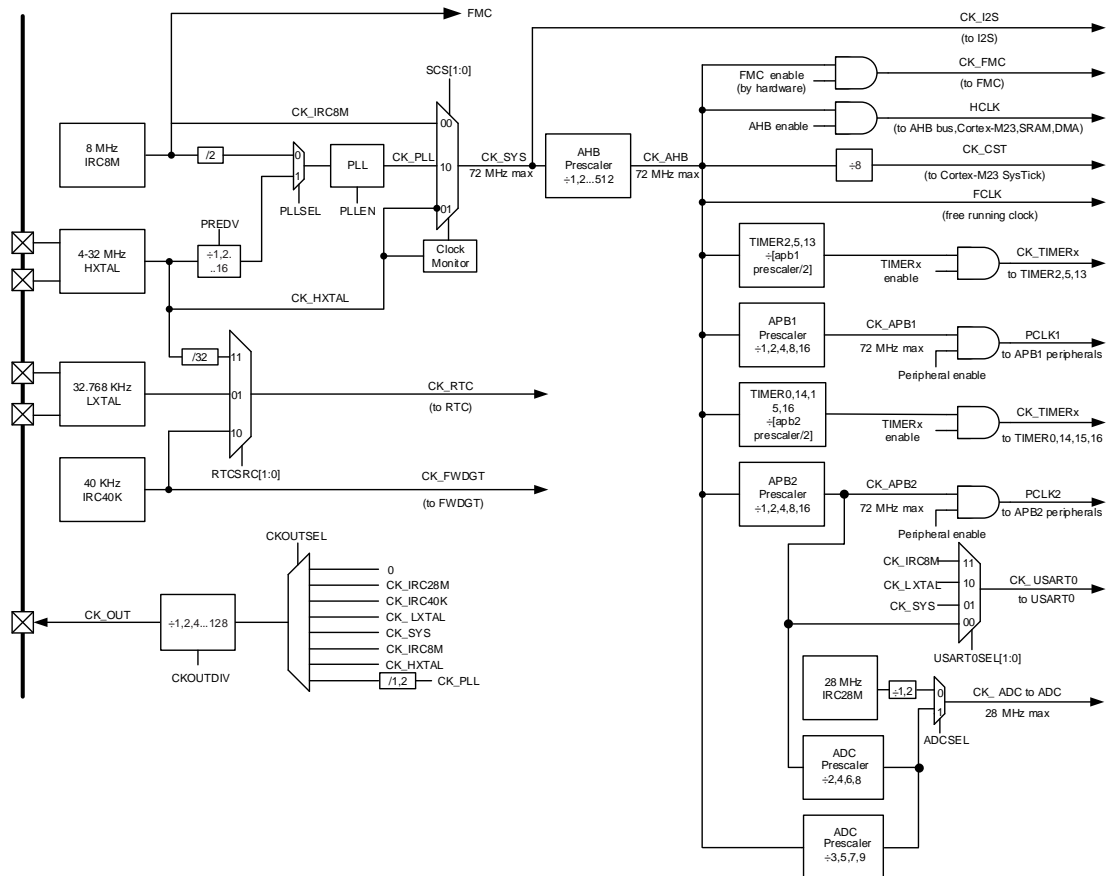 FMC
CK_I2S
(to I2S)
SCS[1:0]
FMC enable
(by hardware)
CK_FMC
(to FMC)
CK_IRC8M
00
AHB enable
HCLK
(to AHB bus,Cortex-M23,SRAM,DMA)
8 MHz
IRC8M
/2
0
1
PLL
CK_PLL
10
CK_SYS
72 MHz max
AHB
Prescaler
÷1,2...512
CK_AHB
72 MHz max
÷8
CK_CST
(to Cortex-M23 SysTick)
PLLSEL
PLLEN
01
FCLK
(free running clock)
PREDV
4-32 MHz
HXTAL
÷1,2.
..16
Clock
Monitor
TIMER2,5,13
÷[apb1
prescaler/2]
TIMERx
enable
CK_TIMERx
to TIMER2,5,13
CK_HXTAL
APB1
Prescaler
÷1,2,4,8,16
CK_APB1
72 MHz max
Peripheral enable
PCLK1
to APB1 peripherals
/32
11
32.768 KHz
LXTAL
01
CK_RTC
(to RTC)
TIMER0,14,1
5,16
÷[apb2
prescaler/2]
TIMERx
enable
CK_TIMERx
to TIMER0,14,15,16
10
RTCSRC[1:0]
40 KHz
IRC40K
CK_FWDGT
(to FWDGT)
APB2
Prescaler
÷1,2,4,8,16
CK_APB2
72 MHz max
Peripheral enable
PCLK2
to APB2 peripherals
CKOUTSEL
0
CK_IRC28M
CK_IRC40K
CK_ LXTAL
CK_SYS
CK_IRC8M
CK_HXTAL
/1,2
CK_PLL
CK_OUT
÷1,2,4...128
CKOUTDIV
CK_IRC8M
11
CK_LXTAL
10
CK_SYS
01
00
CK_USART0
to USART0
USART0SEL[1:0]
28 MHz
IRC28M
÷1,2
0
1
CK_ ADC to ADC
28 MHz max
ADCSEL
ADC
Prescaler
÷2,4,6,8
ADC
Prescaler
÷3,5,7,9